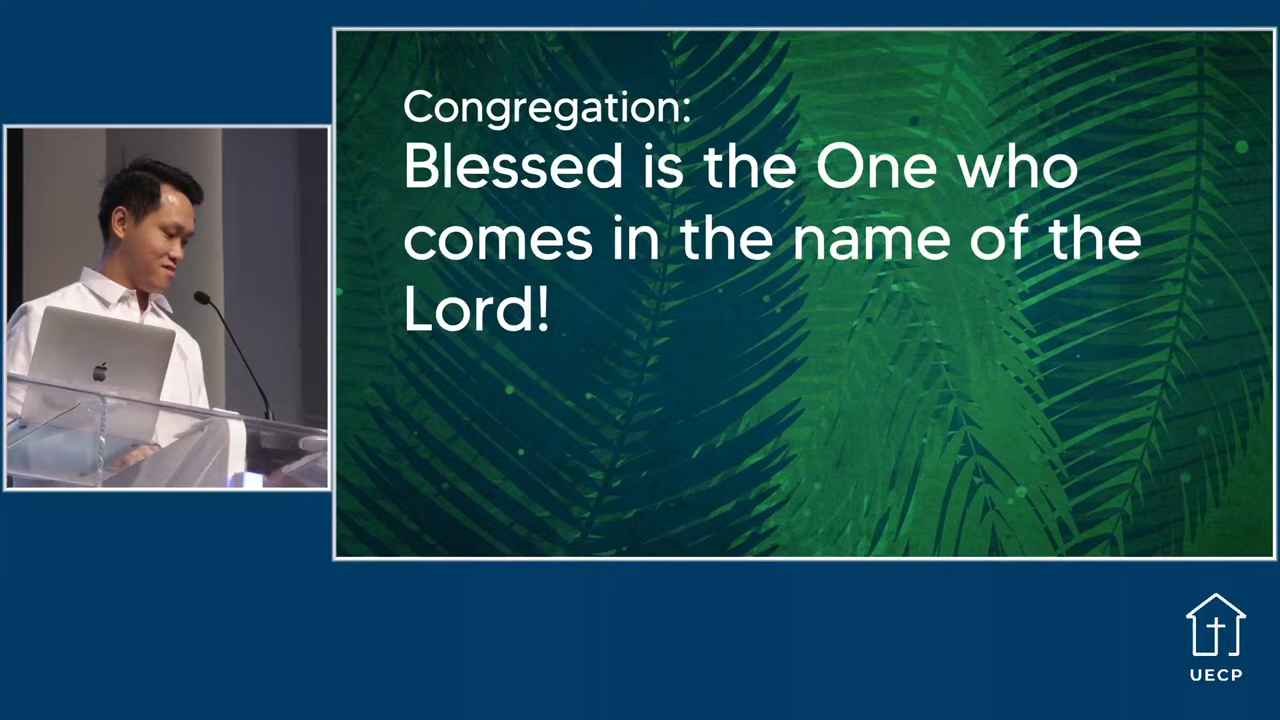 Congregation:
Blessed is the One who
comes in the name of the
Lord!
UECP